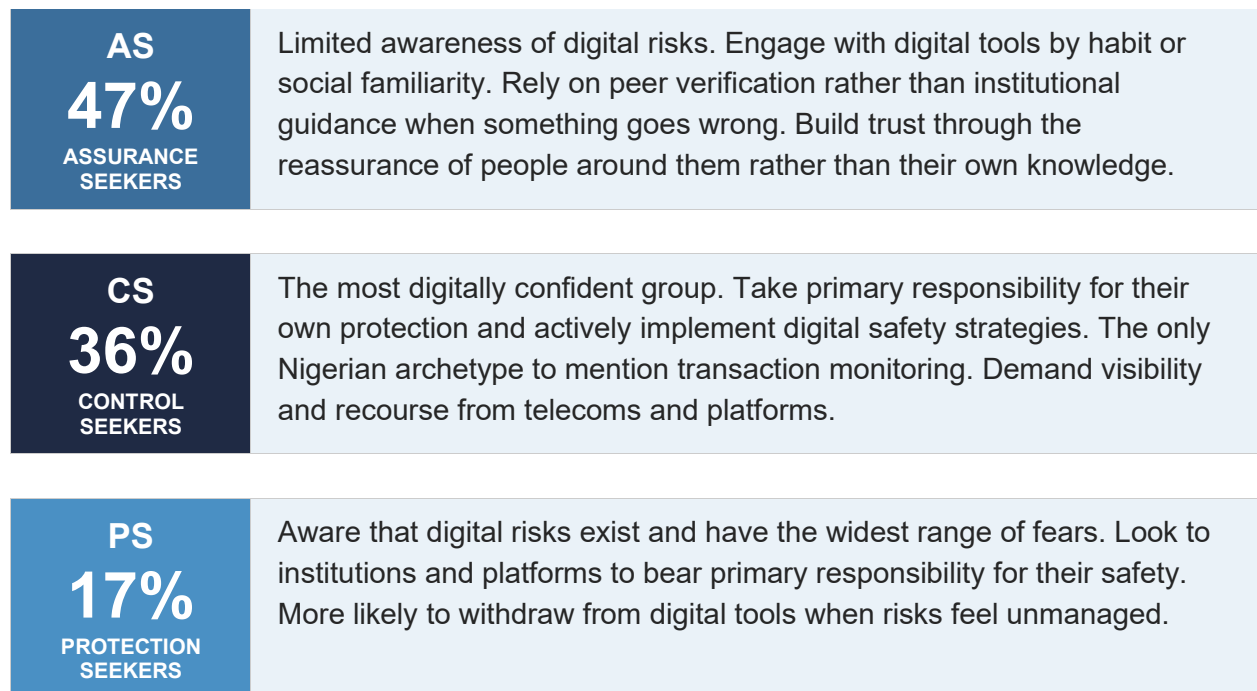 AS
47%
ASSURANCE
SEEKERS
Limited awareness of digital risks. Engage with digital tools by habit or
social familiarity. Rely on peer verification rather than institutional
guidance when something goes wrong. Build trust through the
reassurance of people around them rather than their own knowledge.
CS
36%
CONTROL
SEEKERS
The most digitally confident group. Take primary responsibility for their
own protection and actively implement digital safety strategies. The only
Nigerian archetype to mention transaction monitoring. Demand visibility
and recourse from telecoms and platforms.
PS
17%
PROTECTION
SEEKERS
Aware that digital risks exist and have the widest range of fears. Look to
institutions and platforms to bear primary responsibility for their safety.
More likely to withdraw from digital tools when risks feel unmanaged.